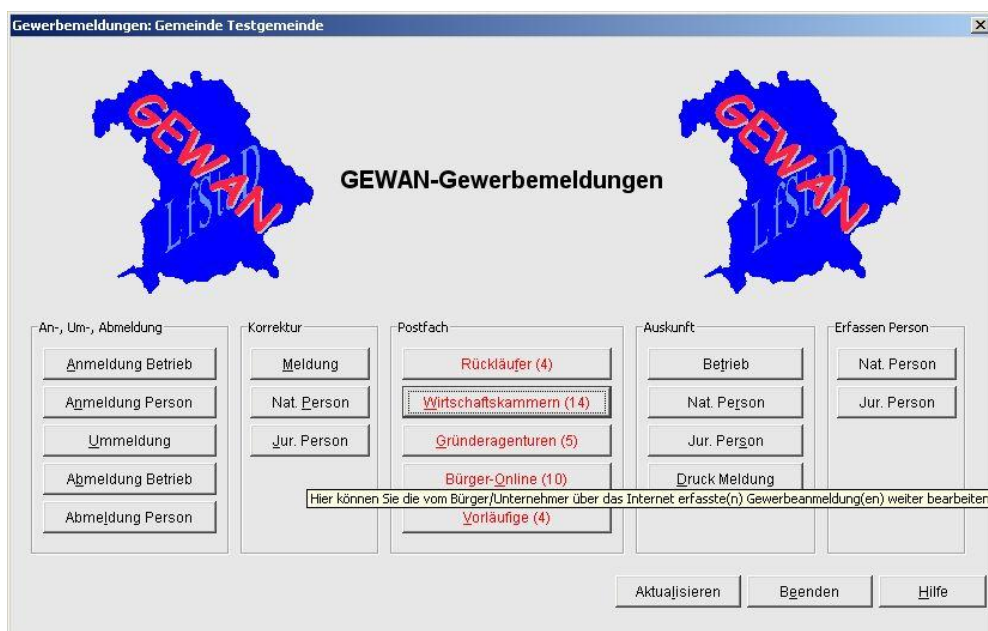 Gewerbemeldungen: Gemeinde Testgemeinde
GEWAN
LfStaD
GEWAN-Gewerbemeldungen
GEWAN
LfStaD
An-, Um-, Abmeldung
Anmeldung Betrieb
Anmeldung Person
Ummeldung
Abmeldung Betrieb
Abmeldung Person
Korrektur
Meldung
Nat. Person
Jur. Person
Postfach
Rückläufer (4)
Wirtschaftskammern (14)
Gründeragenturen (5)
Bürger-Online (10)
Hier können Sie die vom Bürger/Unternehmer über das Internet erfasste(n) Gewerbeanmeldung(en) weiter bearbeiten
Vorläufige (4)
Auskunft
Betrieb
Nat. Person
Jur. Person
Druck Meldung
Erfassen Person
Nat. Person
Jur. Person
Aktualisieren
Beenden
Hilfe